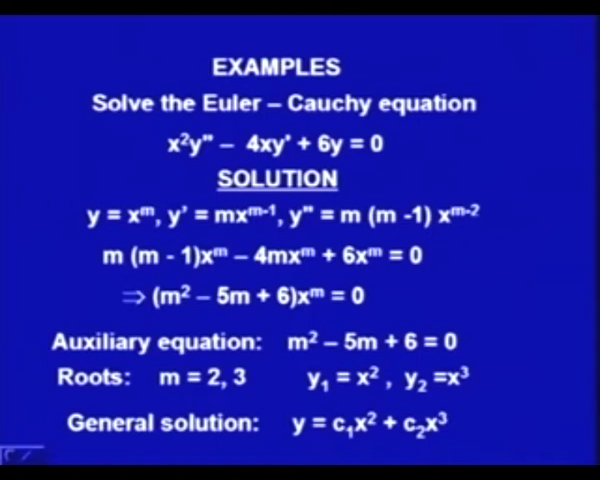 EXAMPLES
Solve the Euler – Cauchy equation
x²y" – 4xy' + 6y = 0
SOLUTION
y = xᵐ, y' = mxᵐ⁻¹, y" = m (m -1) xᵐ⁻²
m (m - 1)xᵐ – 4mxᵐ + 6xᵐ = 0
⇒ (m² – 5m + 6)xᵐ = 0
Auxiliary equation: m² – 5m + 6 = 0
Roots: m = 2, 3 y₁ = x² , y₂ =x³
General solution: y = c₁x² + c₂x³